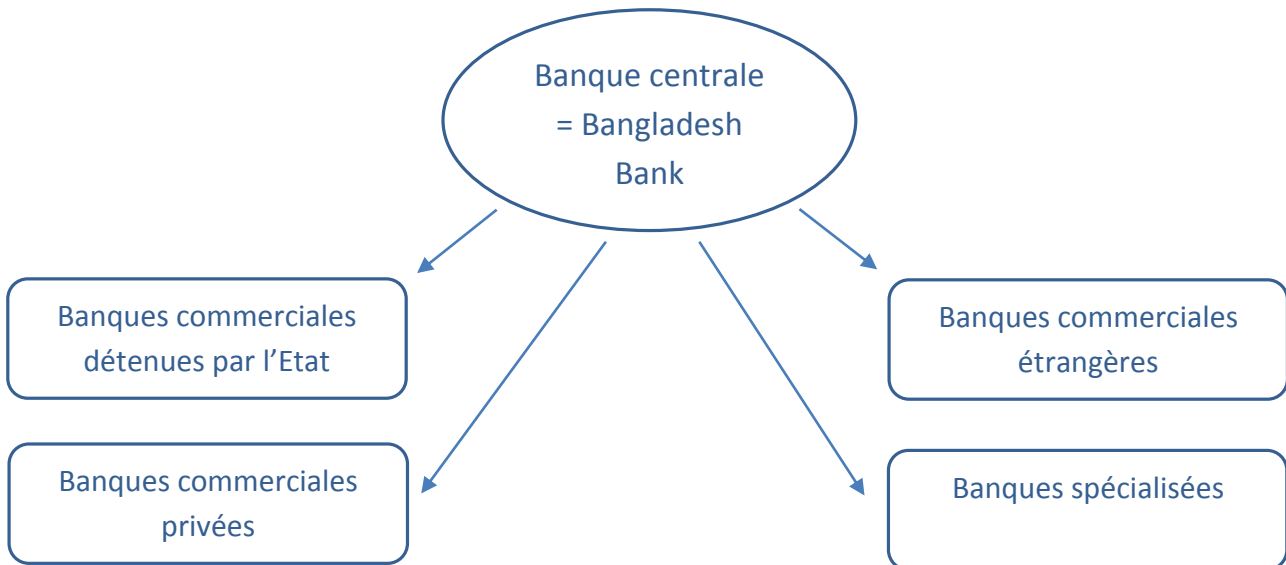 Banque centrale
= Bangladesh
Bank
Banques commerciales
détenues par l’Etat
Banques commerciales
étrangères
Banques commerciales
privées
Banques spécialisées